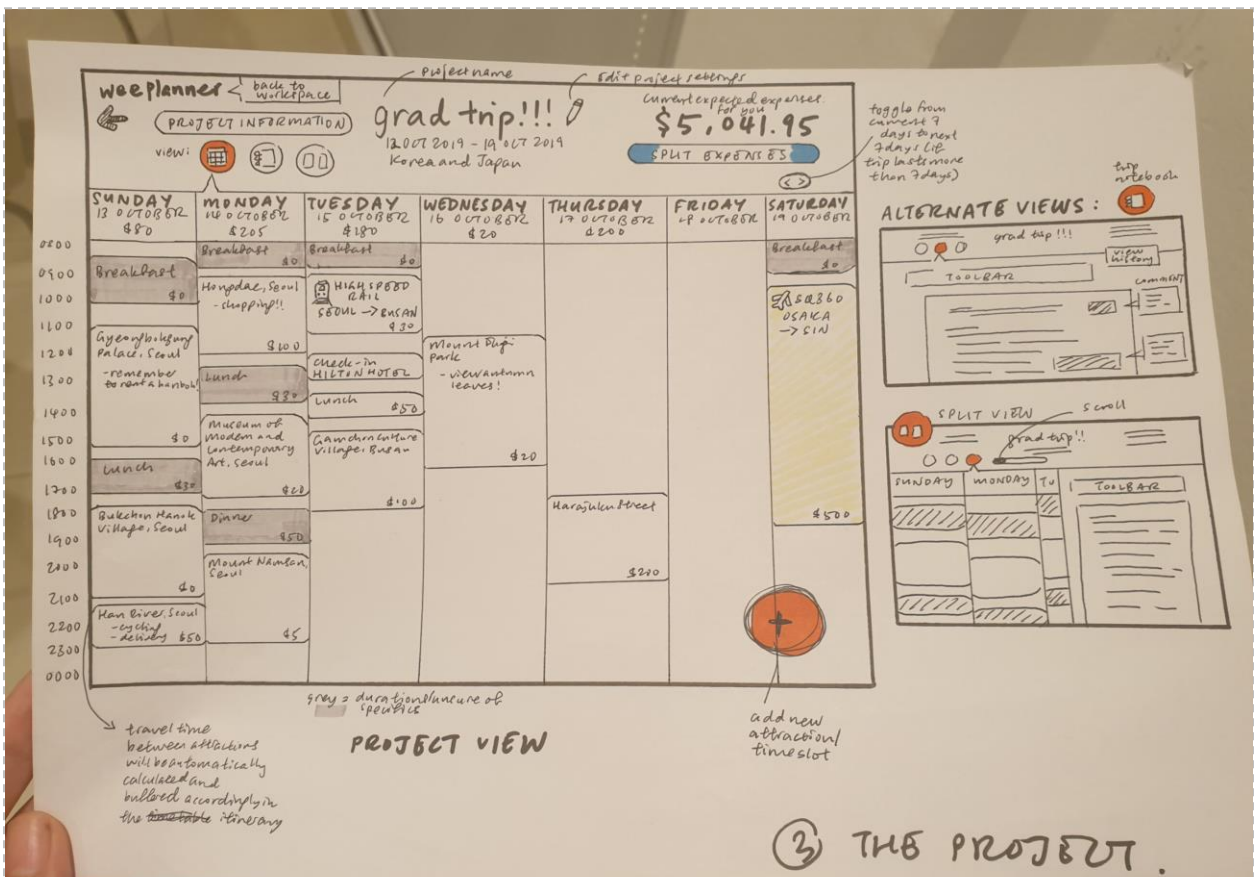 weeplanner
back to
workspace
project name
edit project settings
PROJECT INFORMATION
grad trip!!!
13 OCT 2019 - 19 OCT 2019
Korea and Japan
current expected expenses
for you
$5,041.95
SPLIT EXPENSES
toggle from
current 7
days to next
7 days (if
trip lasts more
than 7 days)
< >
VIEW:
SUNDAY
13 OCTOBER
$80
MONDAY
14 OCTOBER
$205
TUESDAY
15 OCTOBER
$180
WEDNESDAY
16 OCTOBER
$20
THURSDAY
17 OCTOBER
$200
FRIDAY
18 OCTOBER
SATURDAY
19 OCTOBER
0800
0900
1000
1100
1200
1300
1400
1500
1600
1700
1800
1900
2000
2100
2200
2300
0000
Breakfast
$0
Gyeongbokgung
Palace, Seoul
- remember
to rent a hanbok!
$0
Lunch
$30
Bukchon Hanok
Village, Seoul
$0
Han River, Seoul
- cycling
- delivery $50
Breakfast
$0
Hongdae, Seoul
- shopping!!
$100
Lunch
$30
Museum of
Modern and
Contemporary
Art, Seoul
$20
Dinner
$50
Mount Namsan,
Seoul
$5
Breakfast
$0
HIGH SPEED
RAIL
SEOUL -> BUSAN
$30
Check-in
HILTON HOTEL
Lunch
$50
Gamcheon Culture
Village, Busan
$100
Mount
Park
- view autumn
leaves!
$20
Harajuku Street
$200
Breakfast
$0
SQ360
OSAKA
-> SIN
$500
+
grey = duration/unsure of
specifics
travel time
between attractions
will be automatically
calculated and
buffered accordingly in
the timetable itinerary
PROJECT VIEW
add new
attraction/
timeslot
ALTERNATE VIEWS:
trip
notebook
grad trip!!!
view
history
TOOLBAR
COMMENT
SPLIT VIEW
scroll
grad trip!!
SUNDAY
MONDAY
TU
TOOLBAR
3 THE PROJECT.